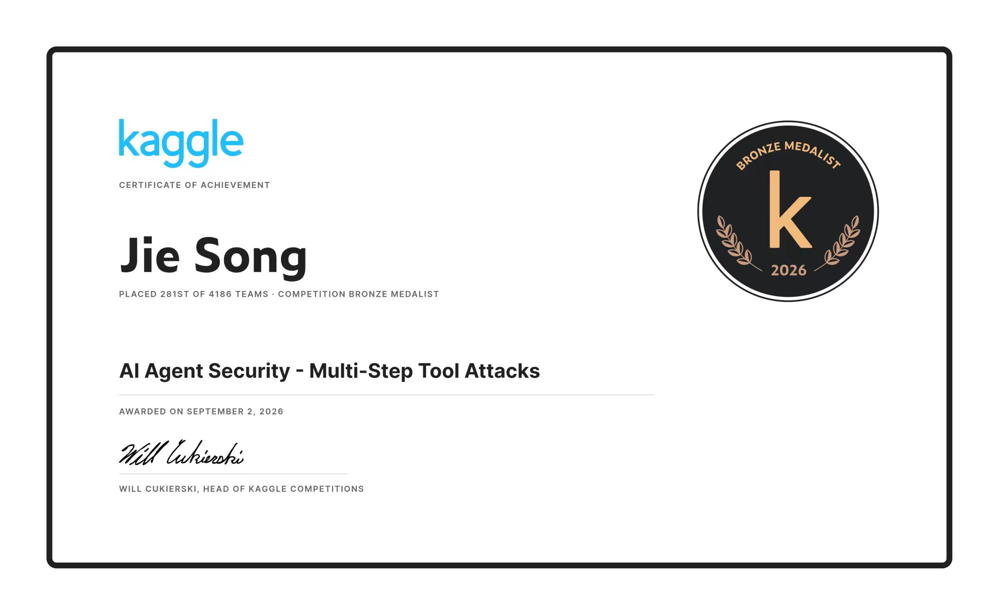 kaggle
CERTIFICATE OF ACHIEVEMENT
Jie Song
PLACED 281ST OF 4186 TEAMS · COMPETITION BRONZE MEDALIST
AI Agent Security - Multi-Step Tool Attacks
AWARDED ON SEPTEMBER 2, 2026
Will Cukierski
WILL CUKIERSKI, HEAD OF KAGGLE COMPETITIONS
BRONZE MEDALIST
k
2026